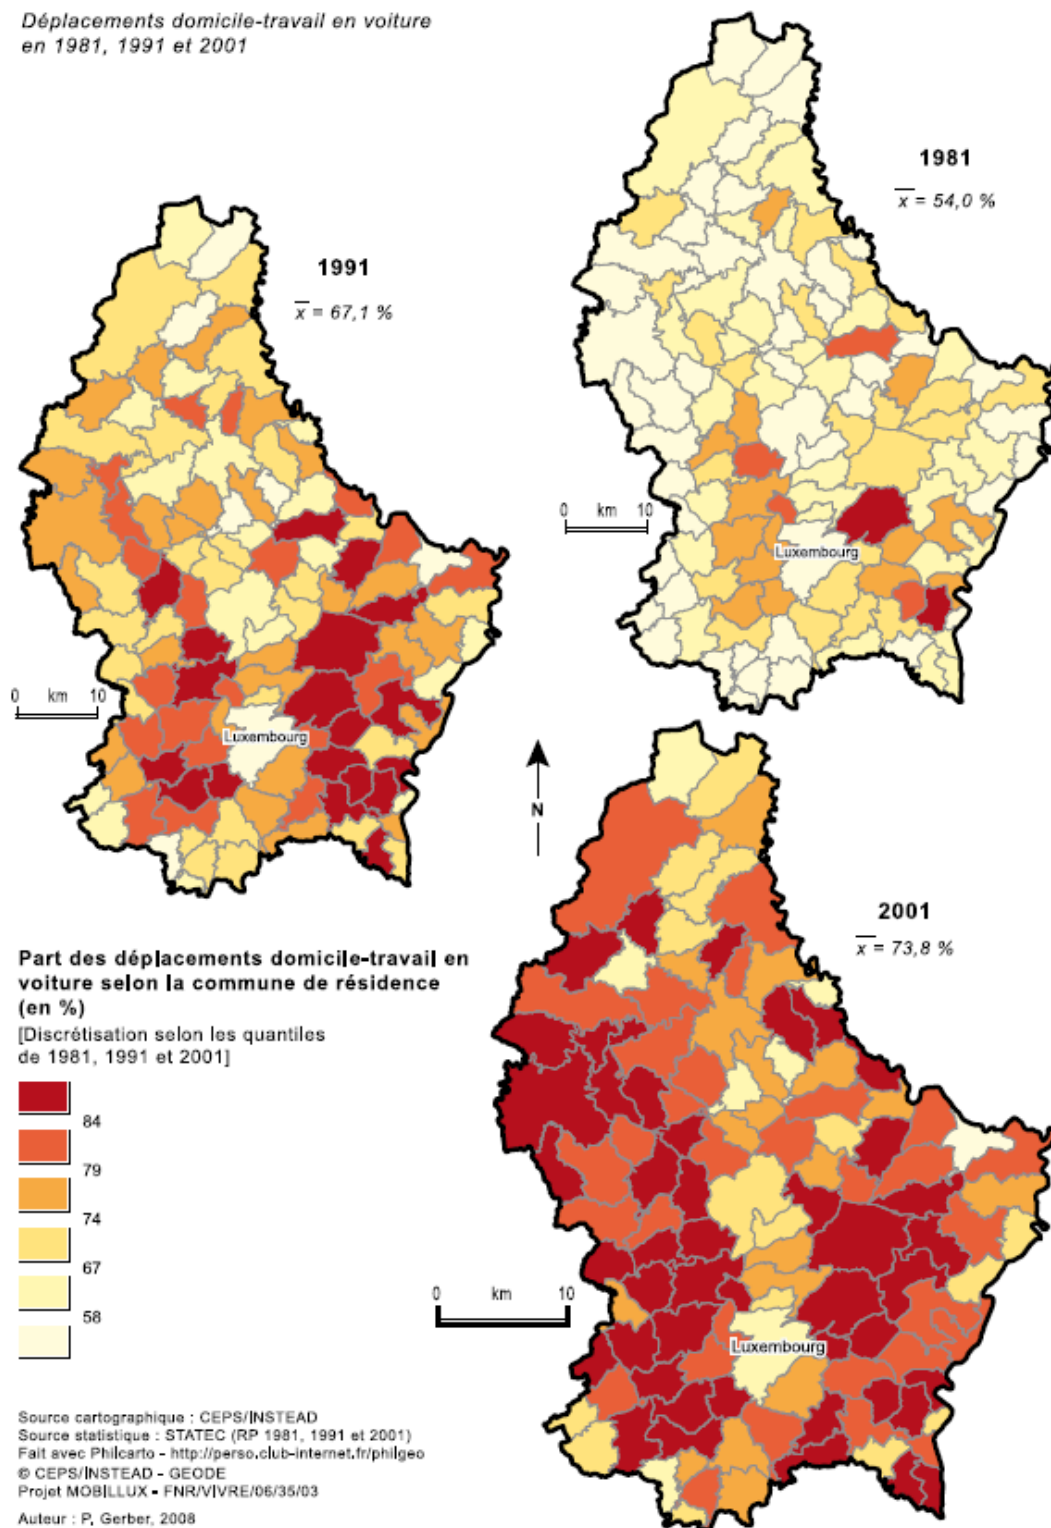 Déplacements domicile-travail en voiture
en 1981, 1991 et 2001
1981
x = 54,0 %
0 km 10
Luxembourg
1991
x = 67,1 %
0 km 10
Luxembourg
N
2001
x = 73,8 %
0 km 10
Luxembourg
Part des déplacements domicile-travail en
voiture selon la commune de résidence
(en %)
[Discrétisation selon les quantiles
de 1981, 1991 et 2001]
84
79
74
67
58
Source cartographique : CEPS/INSTEAD
Source statistique : STATEC (RP 1981, 1991 et 2001)
Fait avec Philcarto - http://perso.club-internet.fr/philgeo
© CEPS/INSTEAD - GEODE
Projet MOBILLUX - FNR/VIVRE/06/35/03
Auteur : P, Gerber, 2008